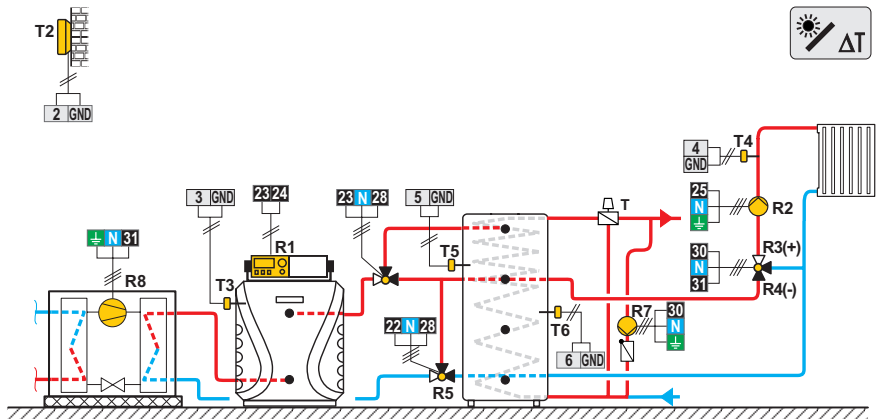 T2
2 GND
ΔT
3 GND
23 24
23 N 28
5 GND
4
GND
T4
25
N
R2
N 31
R8
T3
R1
T5
T
30
N
31
R3(+)
R4(-)
22 N 28
R5
T6
6 GND
R7
30
N